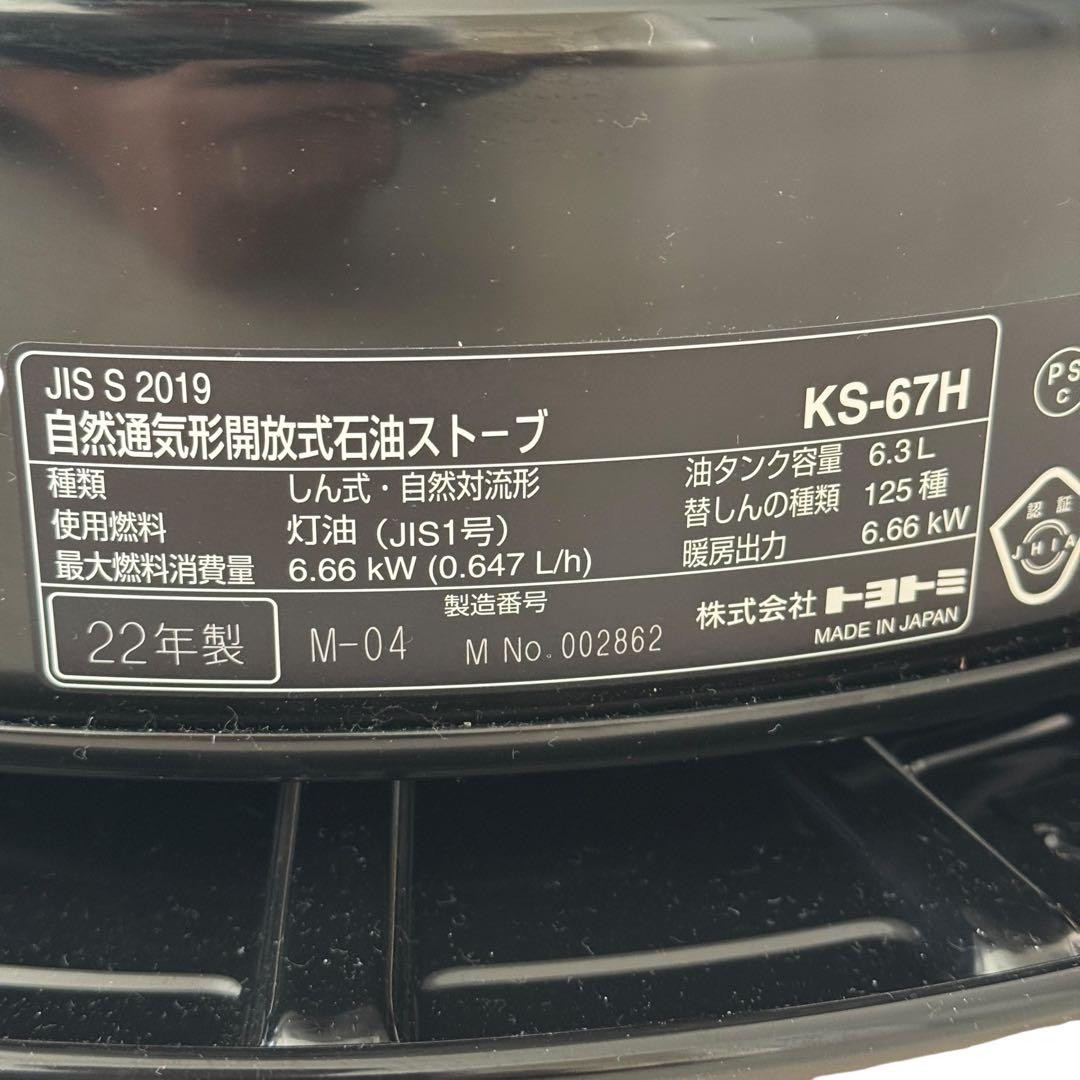 JIS S 2019
自然通気形開放式石油ストーブ
KS-67H
種類 しん式・自然対流形
使用燃料 灯油（JIS1号）
最大燃料消費量 6.66 kW (0.647 L/h)
油タンク容量 6.3 L
替しんの種類 125 種
暖房出力 6.66 kW
22年製
製造番号
M-04 M No. 002862
株式会社トヨトミ
MADE IN JAPAN
PS
C
認証
JHIA